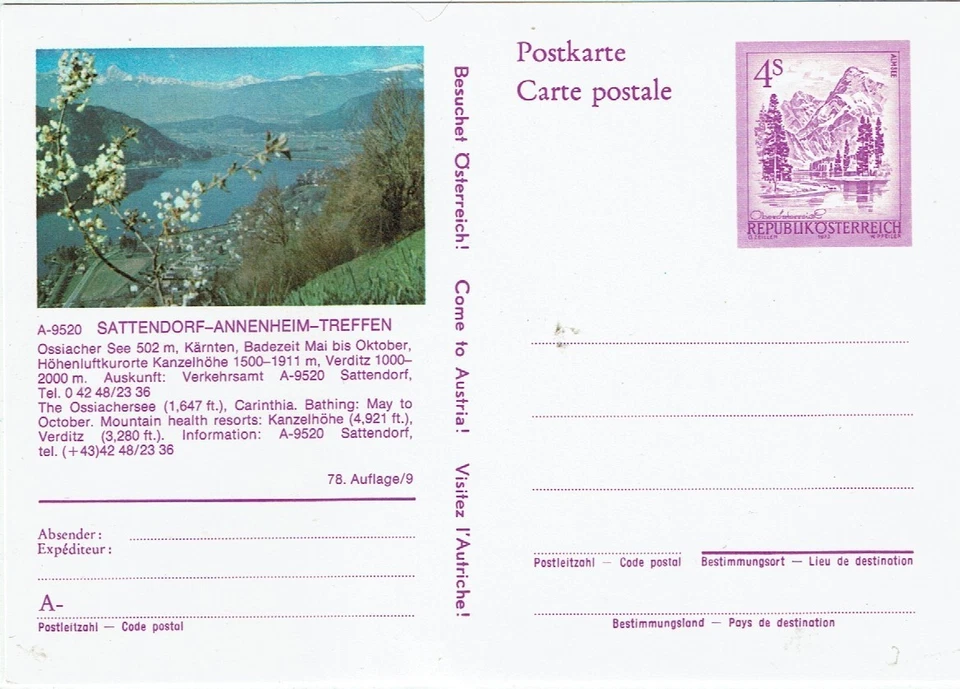 A-9520 SATTENDORF–ANNENHEIM–TREFFEN
Ossiacher See 502 m, Kärnten, Badezeit Mai bis Oktober,
Höhenluftkurorte Kanzelhöhe 1500–1911 m, Verditz 1000–
2000 m. Auskunft: Verkehrsamt A-9520 Sattendorf,
Tel. 0 42 48/23 36
The Ossiachersee (1,647 ft.), Carinthia. Bathing: May to
October. Mountain health resorts: Kanzelhöhe (4,921 ft.),
Verditz (3,280 ft.). Information: A-9520 Sattendorf,
tel. (+43)42 48/23 36
78. Auflage/9
Absender:
Expéditeur:
A-
Postleitzahl — Code postal
Besuchet Österreich! Come to Austria! Visitez l'Autriche!
Postkarte
Carte postale
4S
ALMSEE
Oberösterreich
REPUBLIK ÖSTERREICH
O. ZEILLER 1973 W. PFEILER
Postleitzahl — Code postal
Bestimmungsort — Lieu de destination
Bestimmungsland — Pays de destination